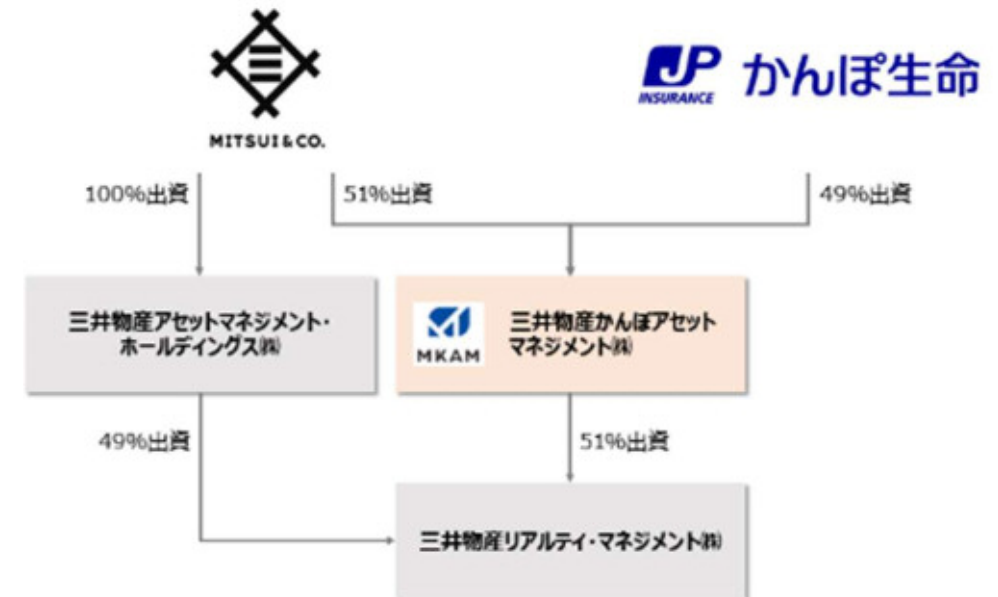 MITSUI&CO.
JP
INSURANCE
かんぽ生命
100%出資
51%出資
49%出資
三井物産アセットマネジメント・
ホールディングス㈱
MKAM
三井物産かんぽアセット
マネジメント㈱
49%出資
51%出資
三井物産リアルティ・マネジメント㈱